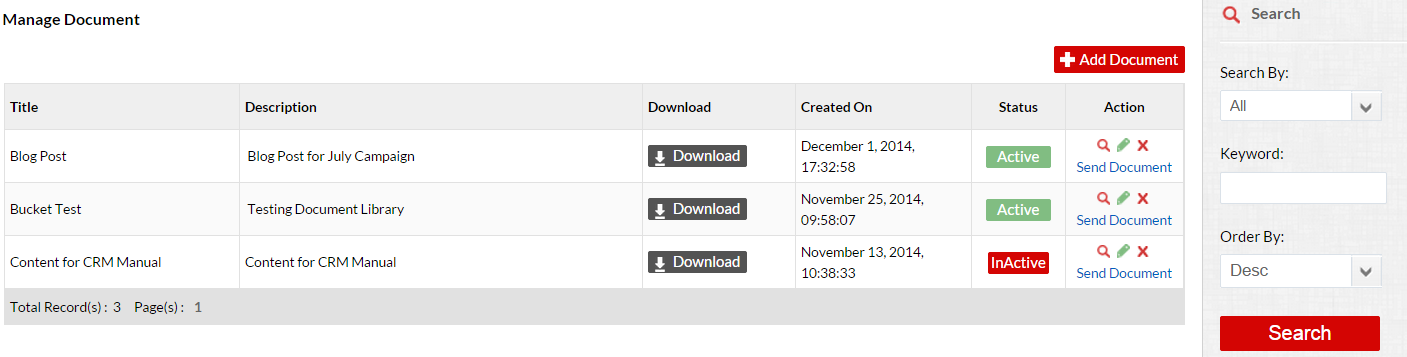 Manage Document
Add Document
Title Description Download Created On Status Action
Blog Post Blog Post for July Campaign Download December 1, 2014, Active
17:32:58 Send Document
Bucket Test Testing Document Library Download November 25, 2014, Active
09:58:07 Send Document
Content for CRM Manual Content for CRM Manual Download November 13, 2014, InActive
10:38:33 Send Document
Total Record(s) : 3 Page(s) : 1
Search
Search By:
All
Keyword:
Order By:
Desc
Search